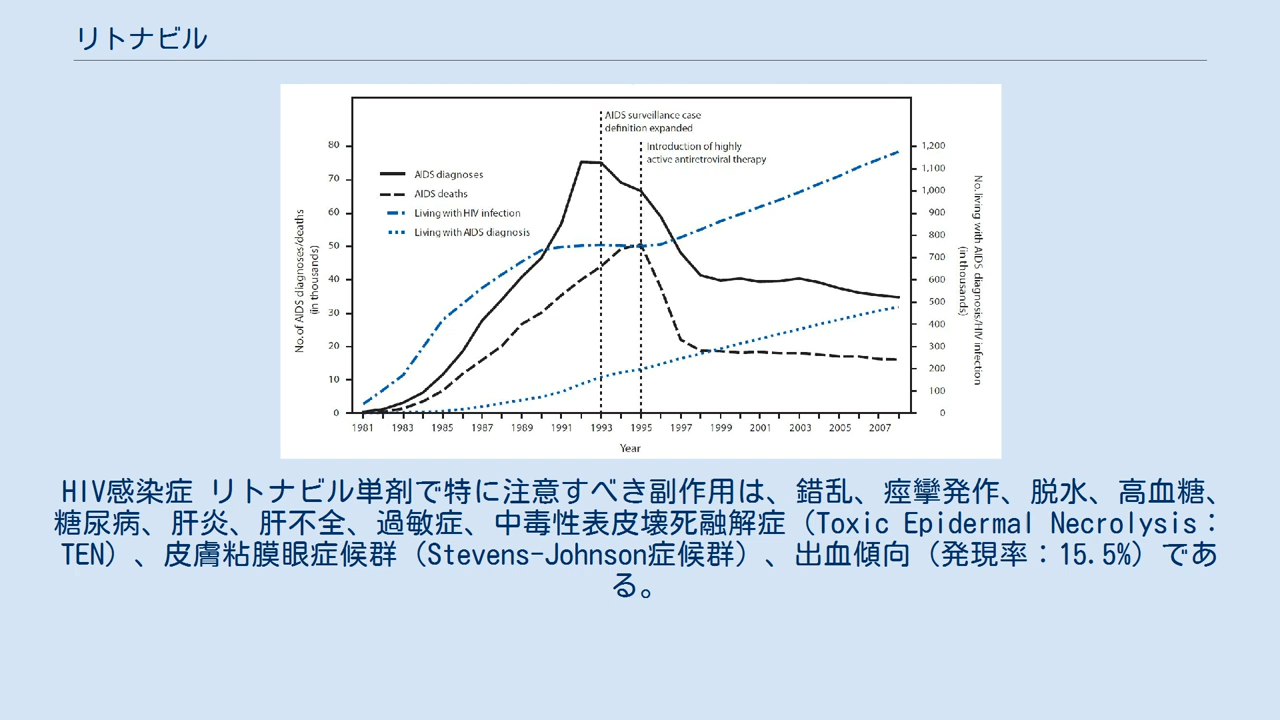 リトナビル
AIDS surveillance case
definition expanded
Introduction of highly
active antiretroviral therapy
AIDS diagnoses
AIDS deaths
Living with HIV infection
Living with AIDS diagnosis
No. of AIDS diagnoses/deaths
(in thousands)
80
70
60
50
40
30
20
10
0
1,200
1,100
1,000
900
800
700
600
500
400
300
200
100
0
No. living with AIDS diagnosis/HIV infection
(in thousands)
1981 1983 1985 1987 1989 1991 1993 1995 1997 1999 2001 2003 2005 2007
Year
HIV感染症 リトナビル単剤で特に注意すべき副作用は、錯乱、痙攣発作、脱水、高血糖、
糖尿病、肝炎、肝不全、過敏症、中毒性表皮壊死融解症（Toxic Epidermal Necrolysis：
TEN）、皮膚粘膜眼症候群（Stevens-Johnson症候群）、出血傾向（発現率：15.5%）であ
る。